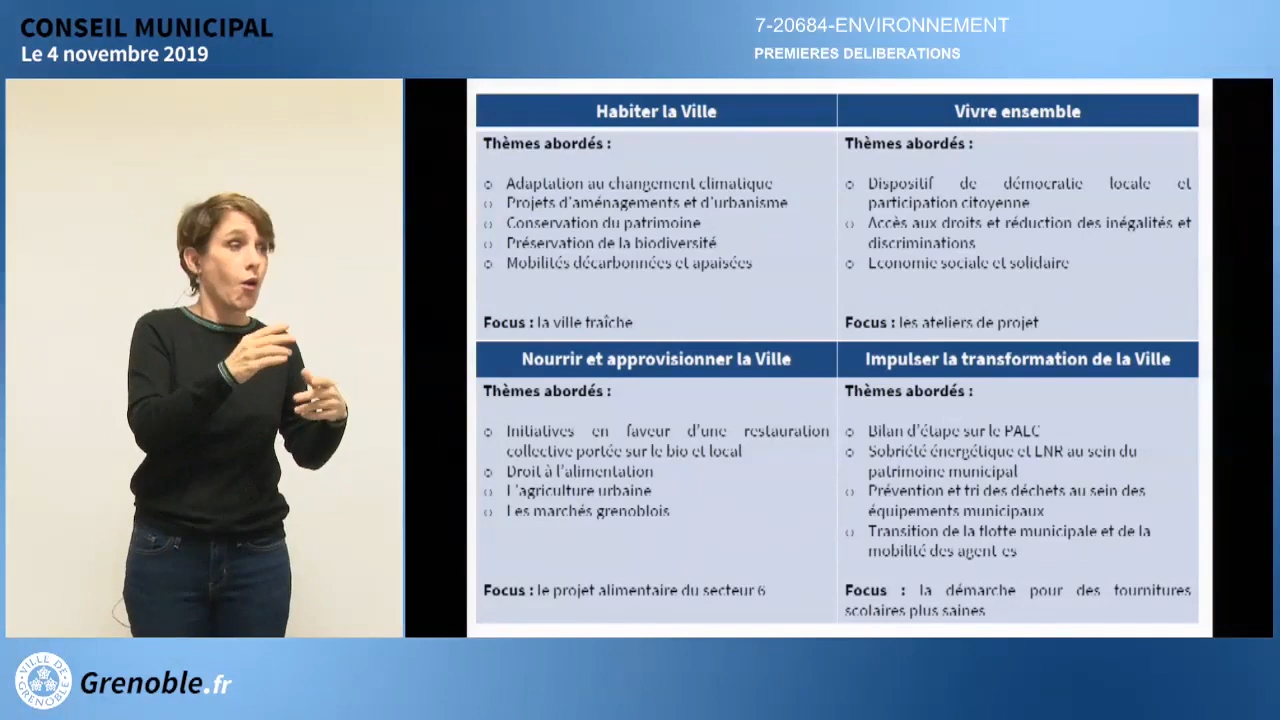 CONSEIL MUNICIPAL
Le 4 novembre 2019
7-20684-ENVIRONNEMENT
PREMIERES DELIBERATIONS
Habiter la Ville
Thèmes abordés :
o Adaptation au changement climatique
o Projets d'aménagements et d'urbanisme
o Conservation du patrimoine
o Préservation de la biodiversité
o Mobilités décarbonnées et apaisées
Focus : la ville fraîche
Vivre ensemble
Thèmes abordés :
o Dispositif de démocratie locale et
participation citoyenne
o Accès aux droits et réduction des inégalités et
discriminations
o Economie sociale et solidaire
Focus : les ateliers de projet
Nourrir et approvisionner la Ville
Thèmes abordés :
o Initiatives en faveur d'une restauration
collective portée sur le bio et local
o Droit à l'alimentation
o L'agriculture urbaine
o Les marchés grenoblois
Focus : le projet alimentaire du secteur 6
Impulser la transformation de la Ville
Thèmes abordés :
o Bilan d'étape sur le PAEC
o Sobriété énergétique et ENR au sein du
patrimoine municipal
o Prévention et tri des déchets au sein des
équipements municipaux
o Transition de la flotte municipale et de la
mobilité des agent·es
Focus : la démarche pour des fournitures
scolaires plus saines
VILLE DE
GRENOBLE
Grenoble.fr